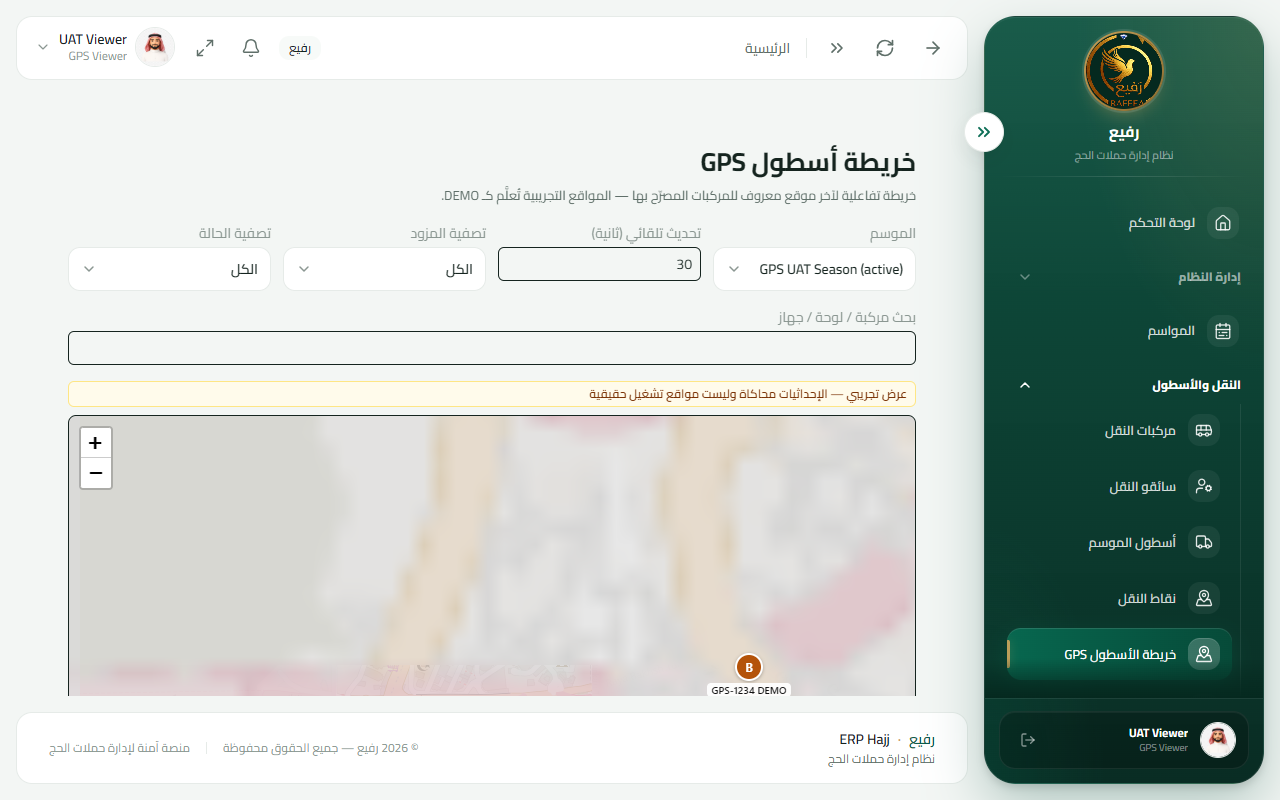 الرئيسية
رفيع
UAT Viewer
GPS Viewer
رفيع
RAFEEA
رفيع
نظام إدارة حملات الحج
لوحة التحكم
إدارة النظام
المواسم
النقل والأسطول
مركبات النقل
سائقو النقل
أسطول الموسم
نقاط النقل
خريطة الأسطول GPS
UAT Viewer
GPS Viewer
خريطة أسطول GPS
خريطة تفاعلية لآخر موقع معروف للمركبات المصرّح بها — المواقع التجريبية تُعلَّم كـ DEMO.
الموسم
GPS UAT Season (active)
تحديث تلقائي (ثانية)
30
تصفية المزود
الكل
تصفية الحالة
الكل
بحث مركبة / لوحة / جهاز
عرض تجريبي — الإحداثيات محاكاة وليست مواقع تشغيل حقيقية
+
−
B
GPS-1234 DEMO
رفيع · ERP Hajj
نظام إدارة حملات الحج
© 2026 رفيع — جميع الحقوق محفوظة
منصة آمنة لإدارة حملات الحج